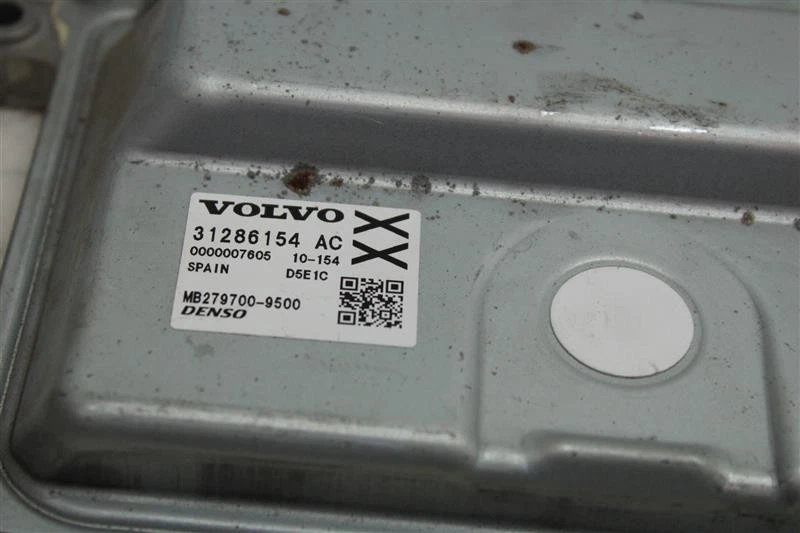 VOLVO
31286154 AC
0000007605 10-154
SPAIN D5E1C
MB279700-9500
DENSO